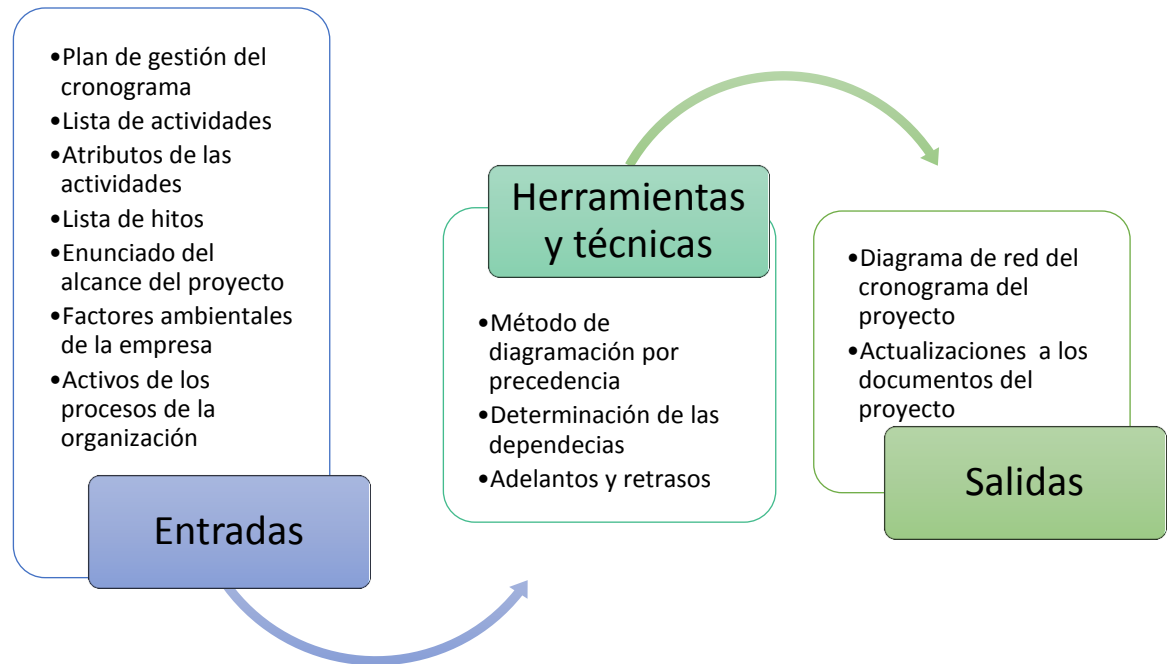 •Plan de gestión del
cronograma
•Lista de actividades
•Atributos de las
actividades
•Lista de hitos
•Enunciado del
alcance del proyecto
•Factores ambientales
de la empresa
•Activos de los
procesos de la
organización
Entradas
Herramientas
y técnicas
•Método de
diagramación por
precedencia
•Determinación de las
dependecias
•Adelantos y retrasos
•Diagrama de red del
cronograma del
proyecto
•Actualizaciones a los
documentos del
proyecto
Salidas